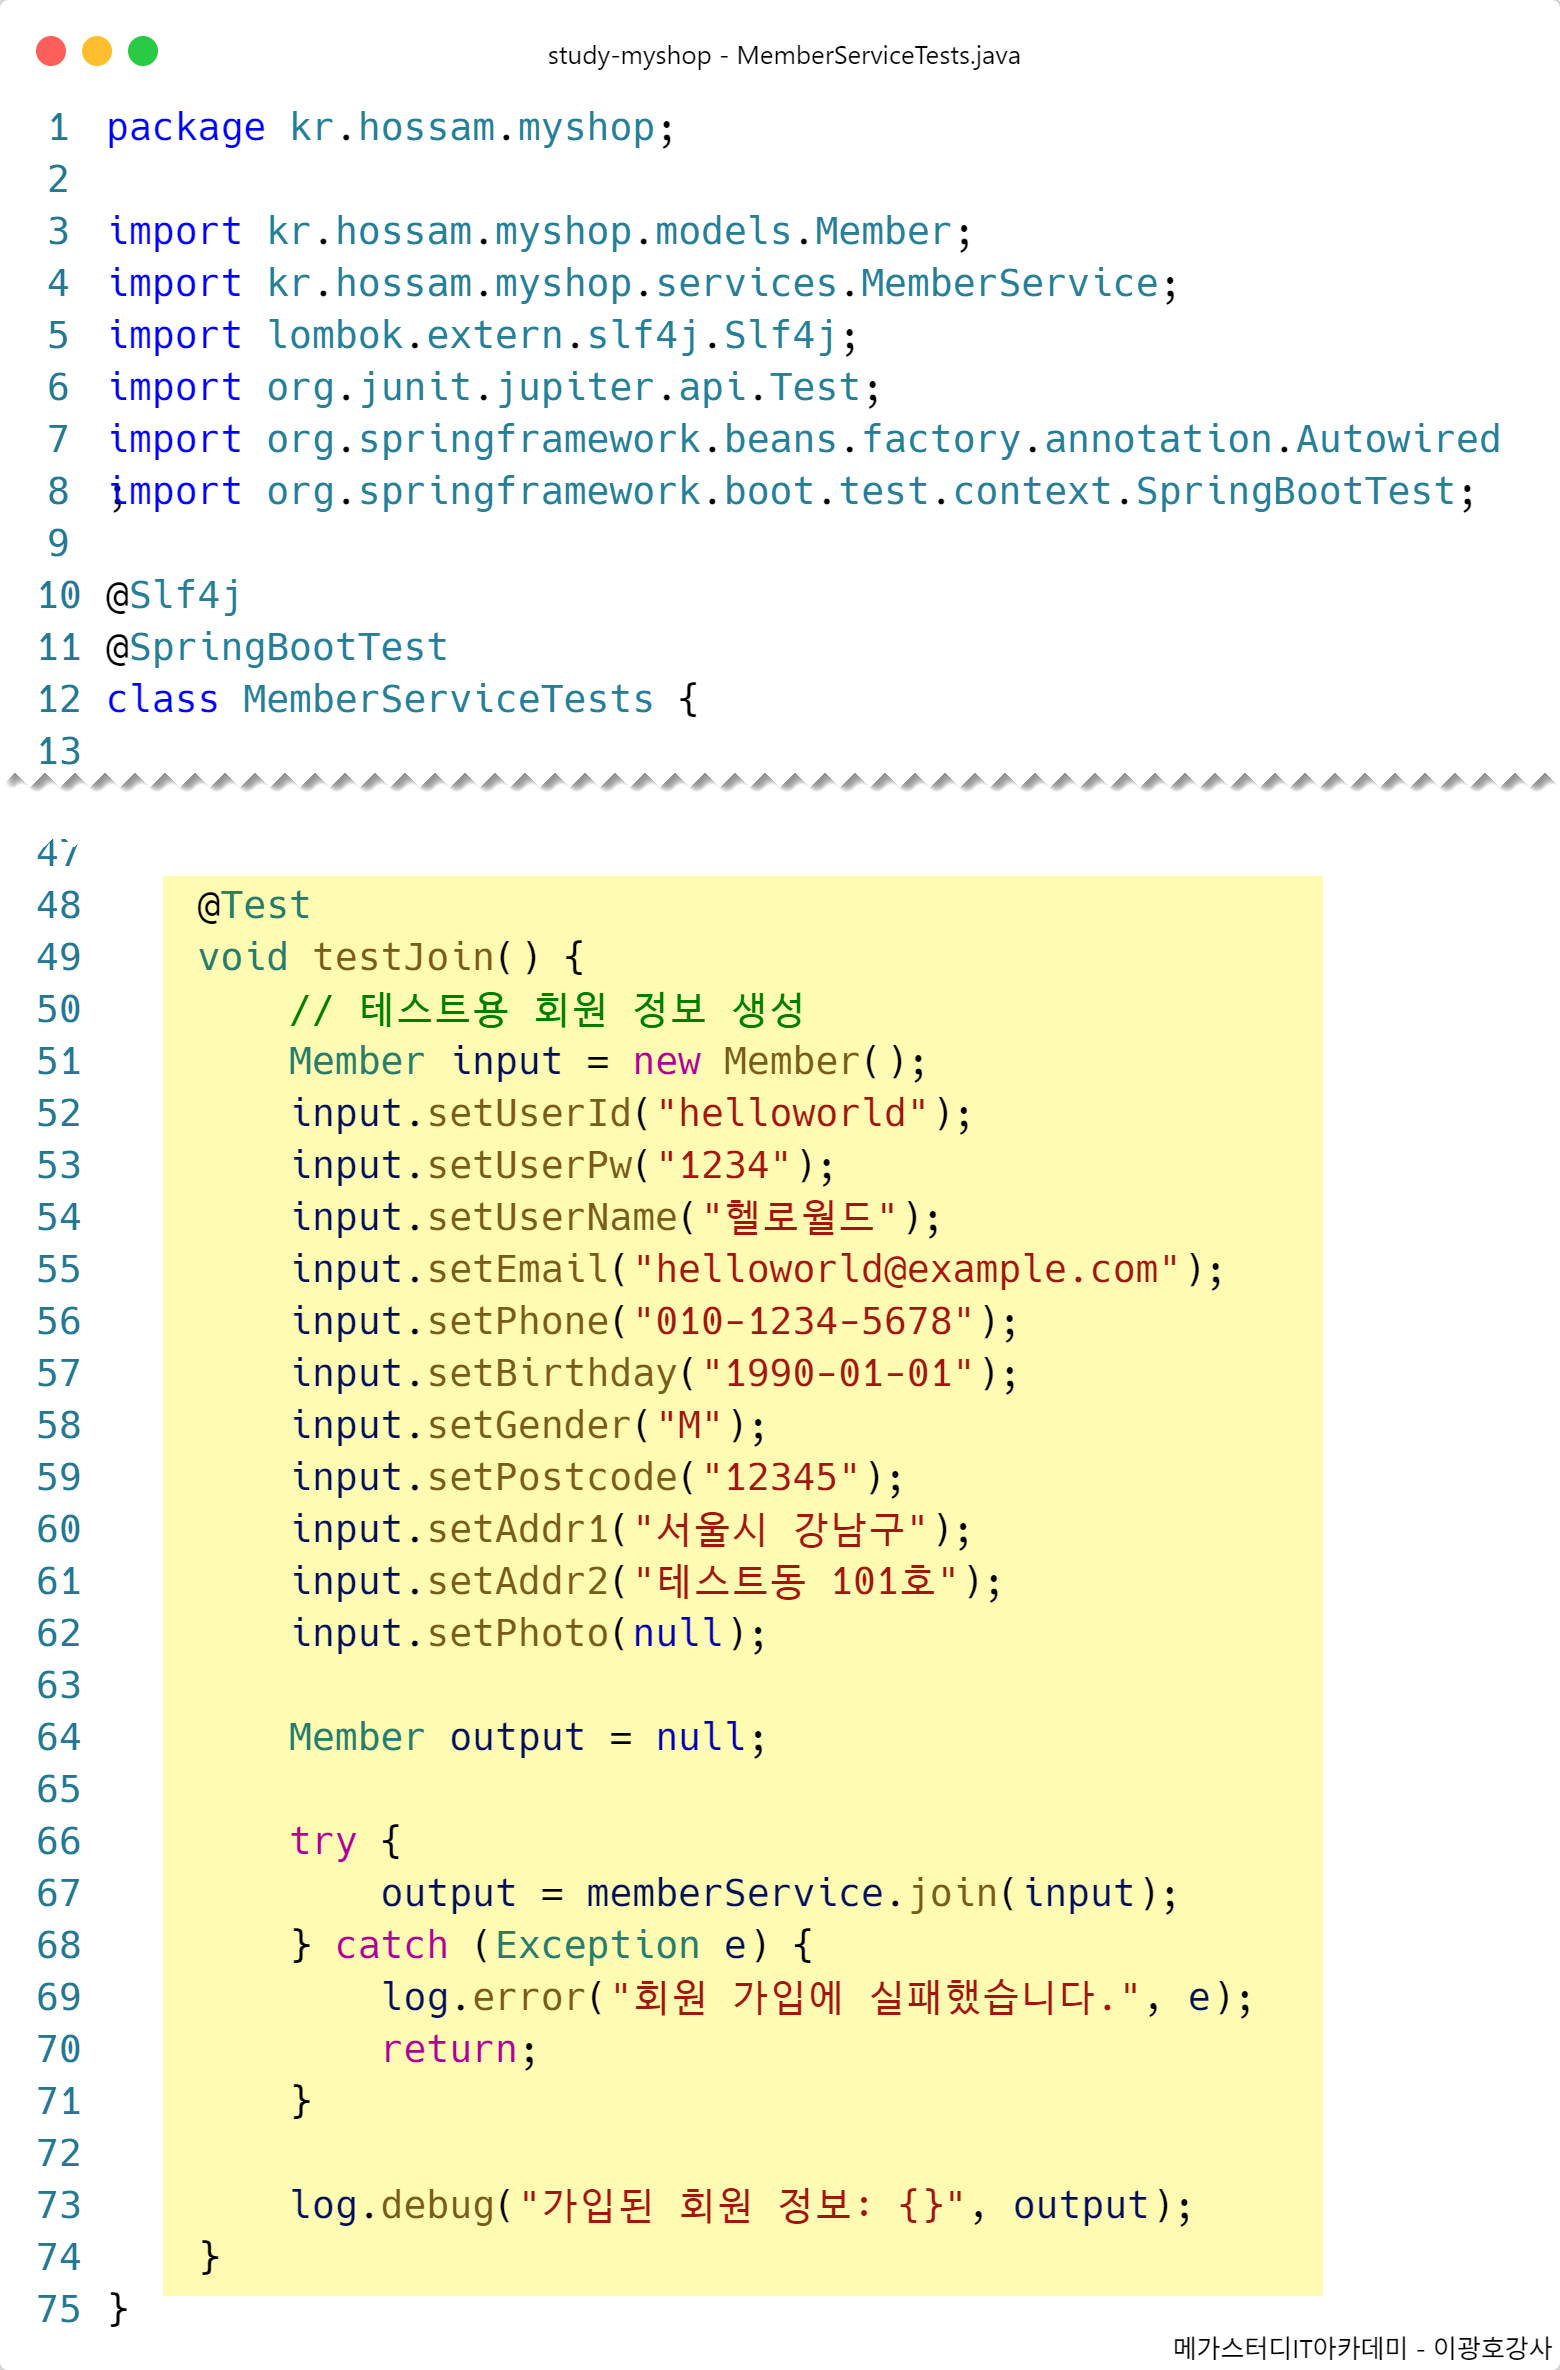 study-myshop - MemberServiceTests.java
1 package kr.hossam.myshop;
2
3 import kr.hossam.myshop.models.Member;
4 import kr.hossam.myshop.services.MemberService;
5 import lombok.extern.slf4j.Slf4j;
6 import org.junit.jupiter.api.Test;
7 import org.springframework.beans.factory.annotation.Autowired
;
8 import org.springframework.boot.test.context.SpringBootTest;
9
10 @Slf4j
11 @SpringBootTest
12 class MemberServiceTests {
13
47
48     @Test
49     void testJoin() {
50         // 테스트용 회원 정보 생성
51         Member input = new Member();
52         input.setUserId("helloworld");
53         input.setUserPw("1234");
54         input.setUserName("헬로월드");
55         input.setEmail("helloworld@example.com");
56         input.setPhone("010-1234-5678");
57         input.setBirthday("1990-01-01");
58         input.setGender("M");
59         input.setPostcode("12345");
60         input.setAddr1("서울시 강남구");
61         input.setAddr2("테스트동 101호");
62         input.setPhoto(null);
63
64         Member output = null;
65
66         try {
67             output = memberService.join(input);
68         } catch (Exception e) {
69             log.error("회원 가입에 실패했습니다.", e);
70             return;
71         }
72
73         log.debug("가입된 회원 정보: {}", output);
74     }
75 }
메가스터디IT아카데미 - 이광호강사